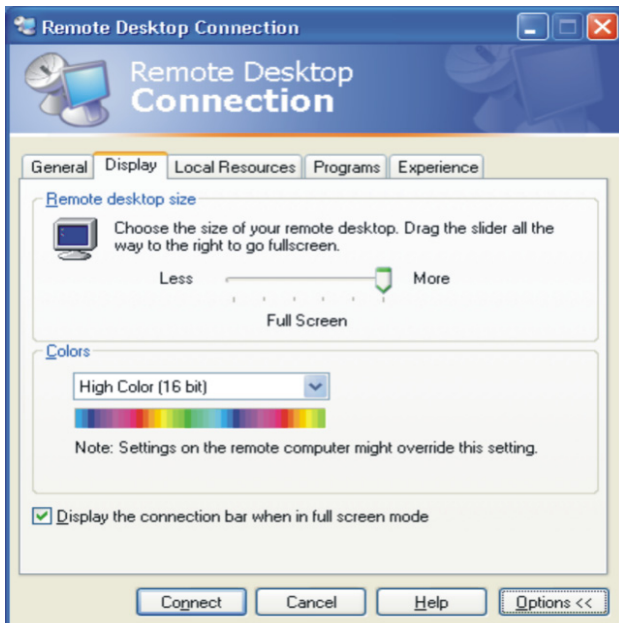 Remote Desktop Connection
Remote Desktop
Connection
General Display Local Resources Programs Experience
Remote desktop size
Choose the size of your remote desktop. Drag the slider all the
way to the right to go fullscreen.
Less More
Full Screen
Colors
High Color (16 bit)
Note: Settings on the remote computer might override this setting.
Display the connection bar when in full screen mode
Connect Cancel Help Options <<